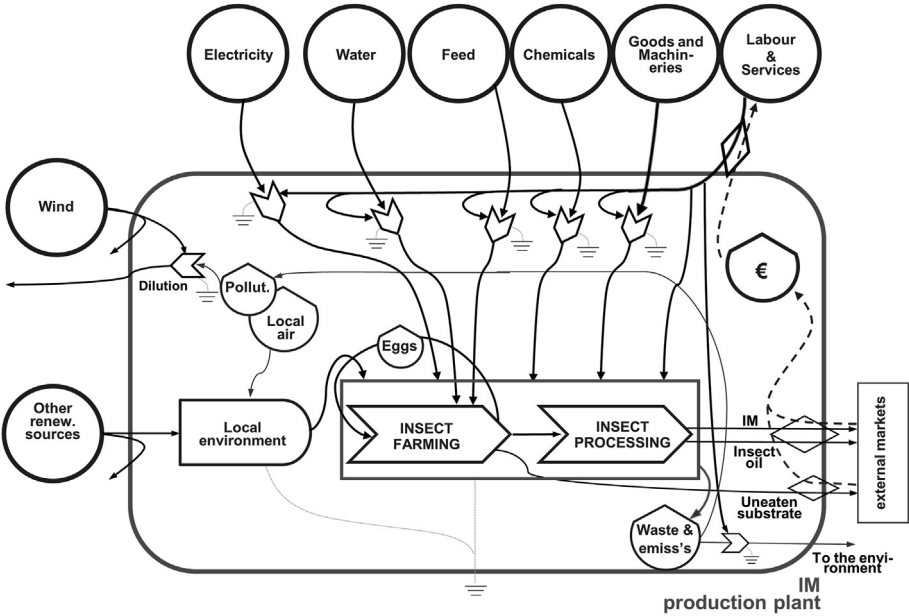 Electricity
Water
Feed
Chemicals
Goods and
Machin-
eries
Labour
&
Services
Wind
Dilution
Pollut.
Local
air
€
Eggs
Other
renew.
sources
Local
environment
INSECT
FARMING
INSECT
PROCESSING
IM
Insect
oil
Uneaten
substrate
external markets
Waste &
emiss's
To the envi-
ronment
IM
production plant